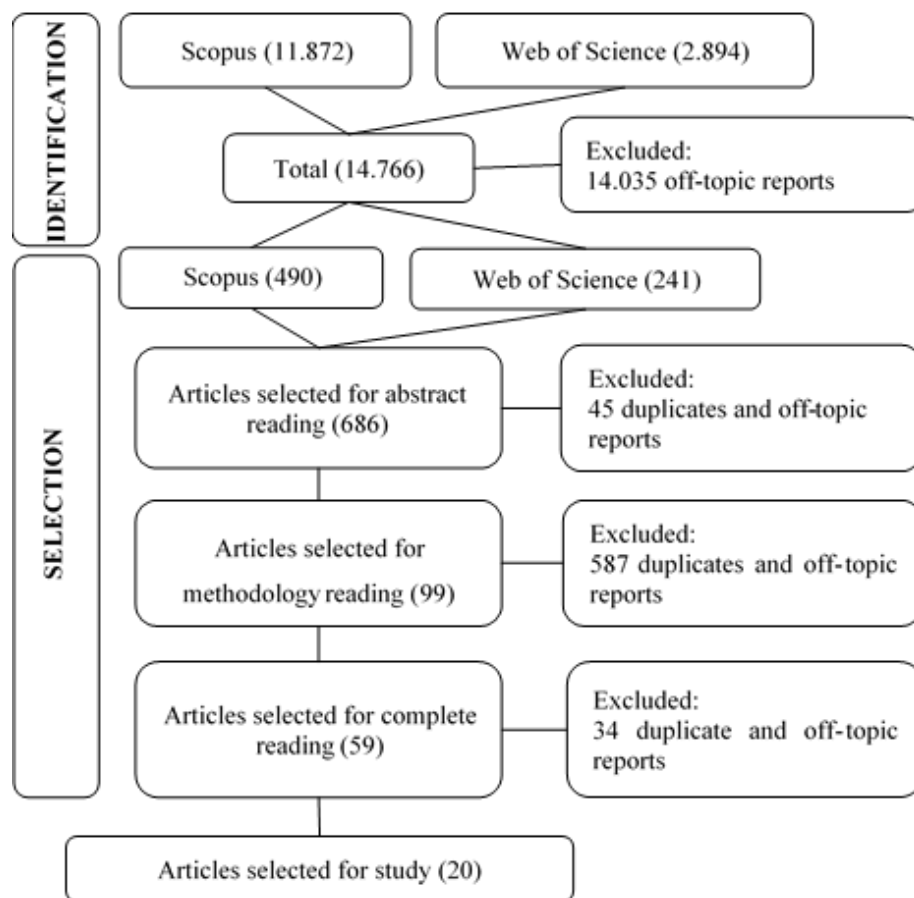 IDENTIFICATION
Scopus (11.872)
Web of Science (2.894)
Total (14.766)
Excluded:
14.035 off-topic reports
SELECTION
Scopus (490)
Web of Science (241)
Articles selected for abstract
reading (686)
Excluded:
45 duplicates and off-topic
reports
Articles selected for
methodology reading (99)
Excluded:
587 duplicates and off-topic
reports
Articles selected for complete
reading (59)
Excluded:
34 duplicate and off-topic
reports
Articles selected for study (20)